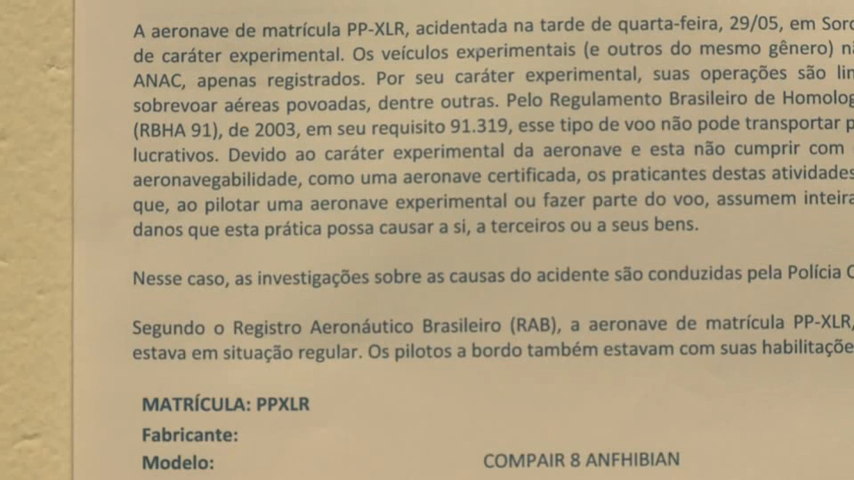 A aeronave de matrícula PP-XLR, acidentada na tarde de quarta-feira, 29/05, em
de caráter experimental. Os veículos experimentais (e outros do mesmo gênero)
ANAC, apenas registrados. Por seu caráter experimental, suas operações são
sobrevoar aéreas povoadas, dentre outras. Pelo Regulamento Brasileiro de
(RBHA 91), de 2003, em seu requisito 91.319, esse tipo de voo não pode transportar
lucrativos. Devido ao caráter experimental da aeronave e esta não cumprir com
aeronavegabilidade, como uma aeronave certificada, os praticantes destas atividades
que, ao pilotar uma aeronave experimental ou fazer parte do voo, assumem
danos que esta prática possa causar a si, a terceiros ou a seus bens.
Nesse caso, as investigações sobre as causas do acidente são conduzidas pela Polícia
Segundo o Registro Aeronáutico Brasileiro (RAB), a aeronave de matrícula PP-XLR,
estava em situação regular. Os pilotos a bordo também estavam com suas
MATRÍCULA: PPXLR
Fabricante:
Modelo: COMPAIR 8 ANFHIBIAN